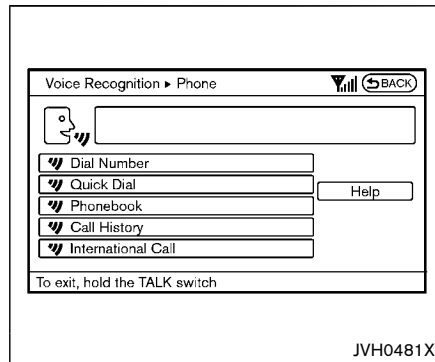 Voice Recognition ▸ Phone BACK
Dial Number
Quick Dial
Help
Phonebook
Call History
International Call
To exit, hold the TALK switch
JVH0481X